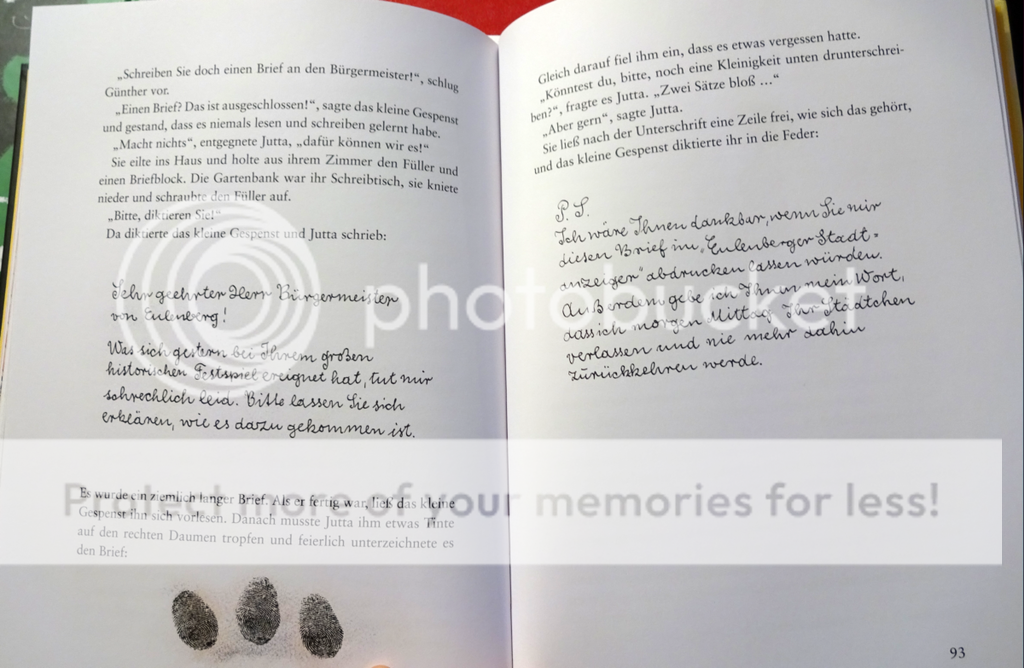 „Schreiben Sie doch einen Brief an den Bürgermeister!“, schlug
Günther vor.
„Einen Brief? Das ist ausgeschlossen!“, sagte das kleine Gespenst
und gestand, dass es niemals lesen und schreiben gelernt habe.
„Macht nichts“, entgegnete Jutta, „dafür können wir es!“
Sie eilte ins Haus und holte aus ihrem Zimmer den Füller und
einen Briefblock. Die Gartenbank war ihr Schreibtisch, sie kniete
nieder und schraubte den Füller auf.
„Bitte, diktieren Sie!“
Da diktierte das kleine Gespenst und Jutta schrieb:
Sehr geehrter Herr Bürgermeister
von Eulenberg!
Was sich gestern bei Ihrem großen
historischen Festspiel ereignet hat, tut mir
schrecklich leid. Bitte lassen Sie sich
erklären, wie es dazu gekommen ist.
Es wurde ein ziemlich langer Brief. Als er fertig war, ließ das kleine
Gespenst ihn sich vorlesen. Danach musste Jutta ihm etwas Tinte
auf den rechten Daumen tropfen und feierlich unterzeichnete es
den Brief:
Gleich darauf fiel ihm ein, dass es etwas vergessen hatte.
„Könntest du, bitte, noch eine Kleinigkeit unten drunterschrei-
ben?“, fragte es Jutta. „Zwei Sätze bloß ...“
„Aber gern“, sagte Jutta.
Sie ließ nach der Unterschrift eine Zeile frei, wie sich das gehört,
und das kleine Gespenst diktierte ihr in die Feder:
P. S.
Ich wäre Ihnen dankbar, wenn Sie mir
diesen Brief im „Eulenberger Stadt-
anzeiger“ abdrucken lassen würden.
Außerdem gebe ich Ihnen mein Wort,
dass ich morgen Mittag Ihr Städtchen
verlassen und nie mehr dahin
zurückkehren werde.
93
photobucket
Protect more of your memories for less!